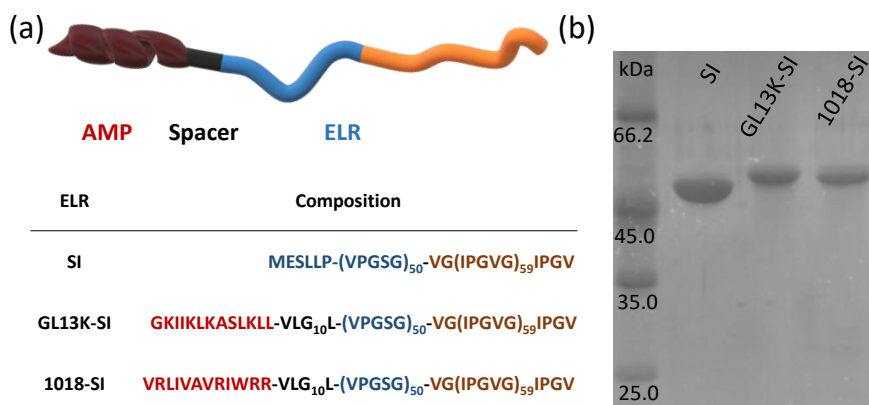 (a)
AMP Spacer ELR
ELR Composition
SI MESLLP-(VPGSG)₅₀-VG(IPGVG)₅₉IPGV
GL13K-SI GKIIKLKASLKLL-VLG₁₀L-(VPGSG)₅₀-VG(IPGVG)₅₉IPGV
1018-SI VRLIVAVRIWRR-VLG₁₀L-(VPGSG)₅₀-VG(IPGVG)₅₉IPGV
(b)
kDa SI GL13K-SI 1018-SI
66.2
45.0
35.0
25.0